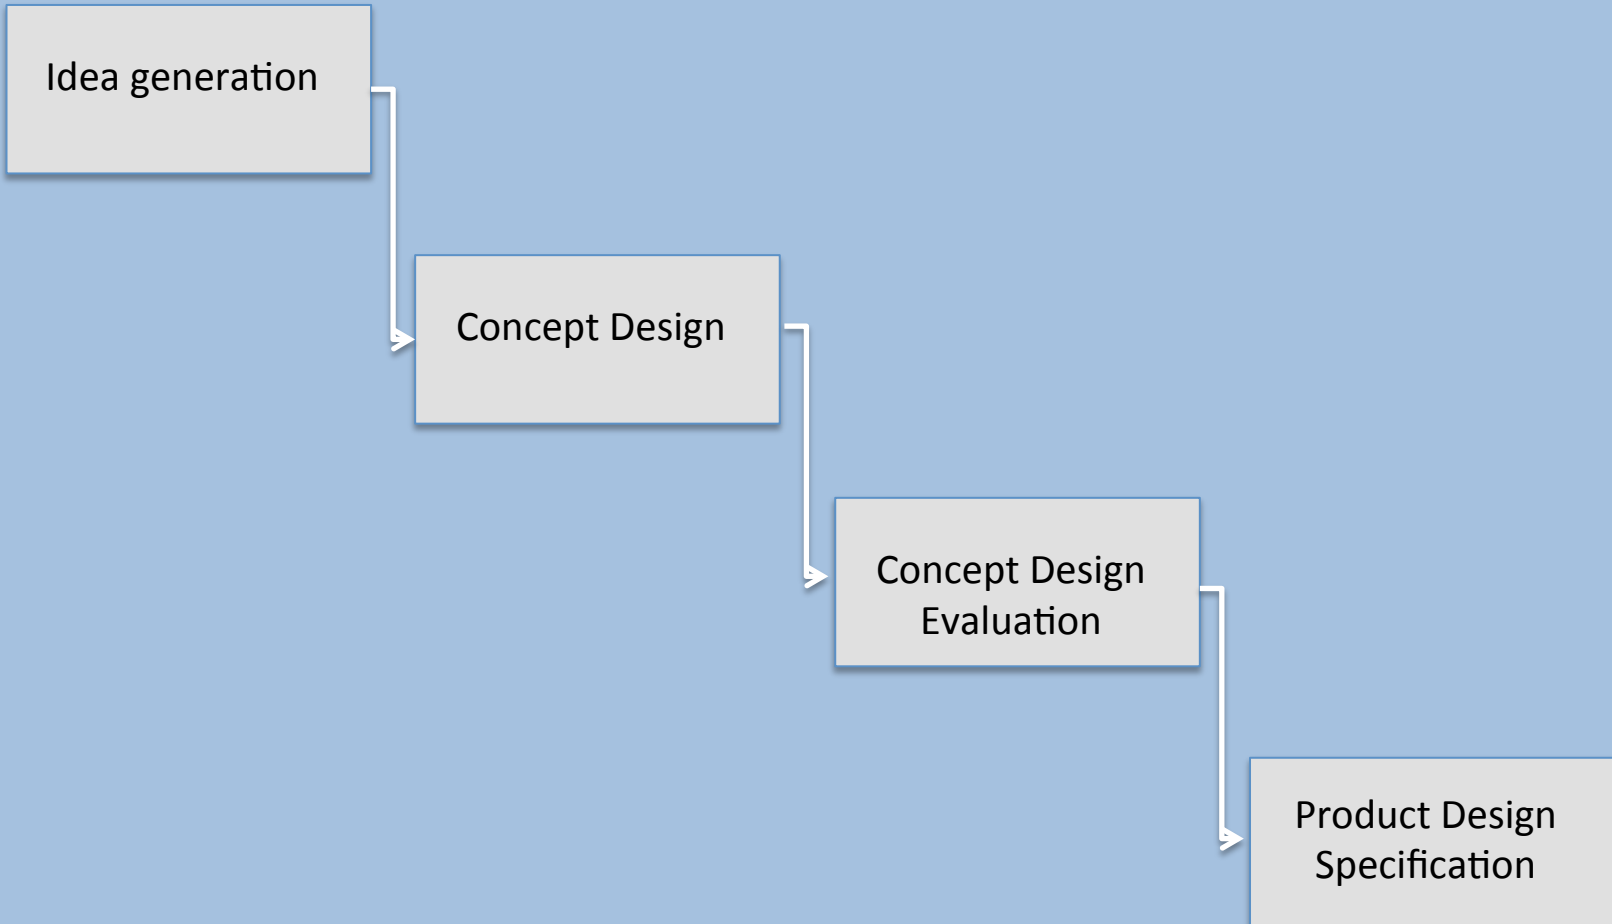 Idea generation
Concept Design
Concept Design
Evaluation
Product Design
Specification